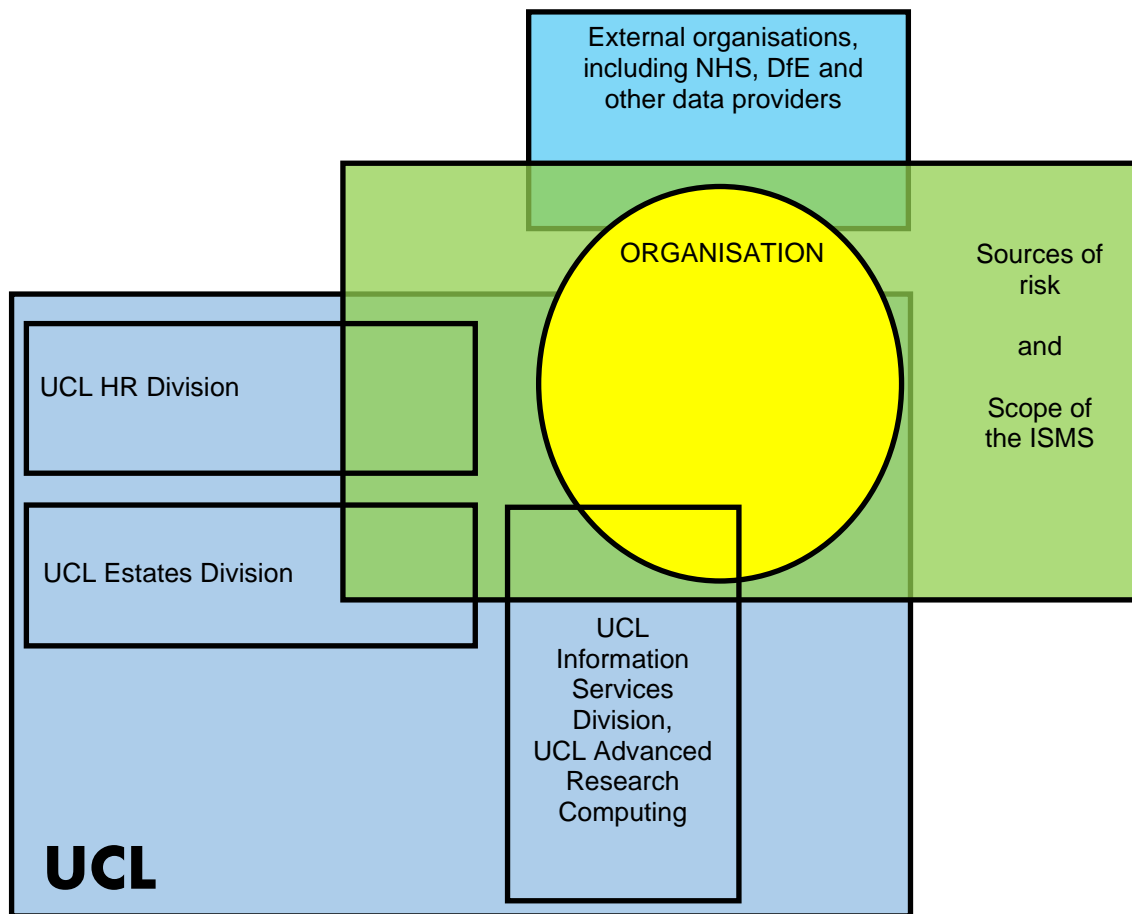 External organisations,
including NHS, DfE and
other data providers
ORGANISATION
Sources of
risk
and
Scope of
the ISMS
UCL HR Division
UCL Estates Division
UCL
Information
Services
Division,
UCL Advanced
Research
Computing
UCL